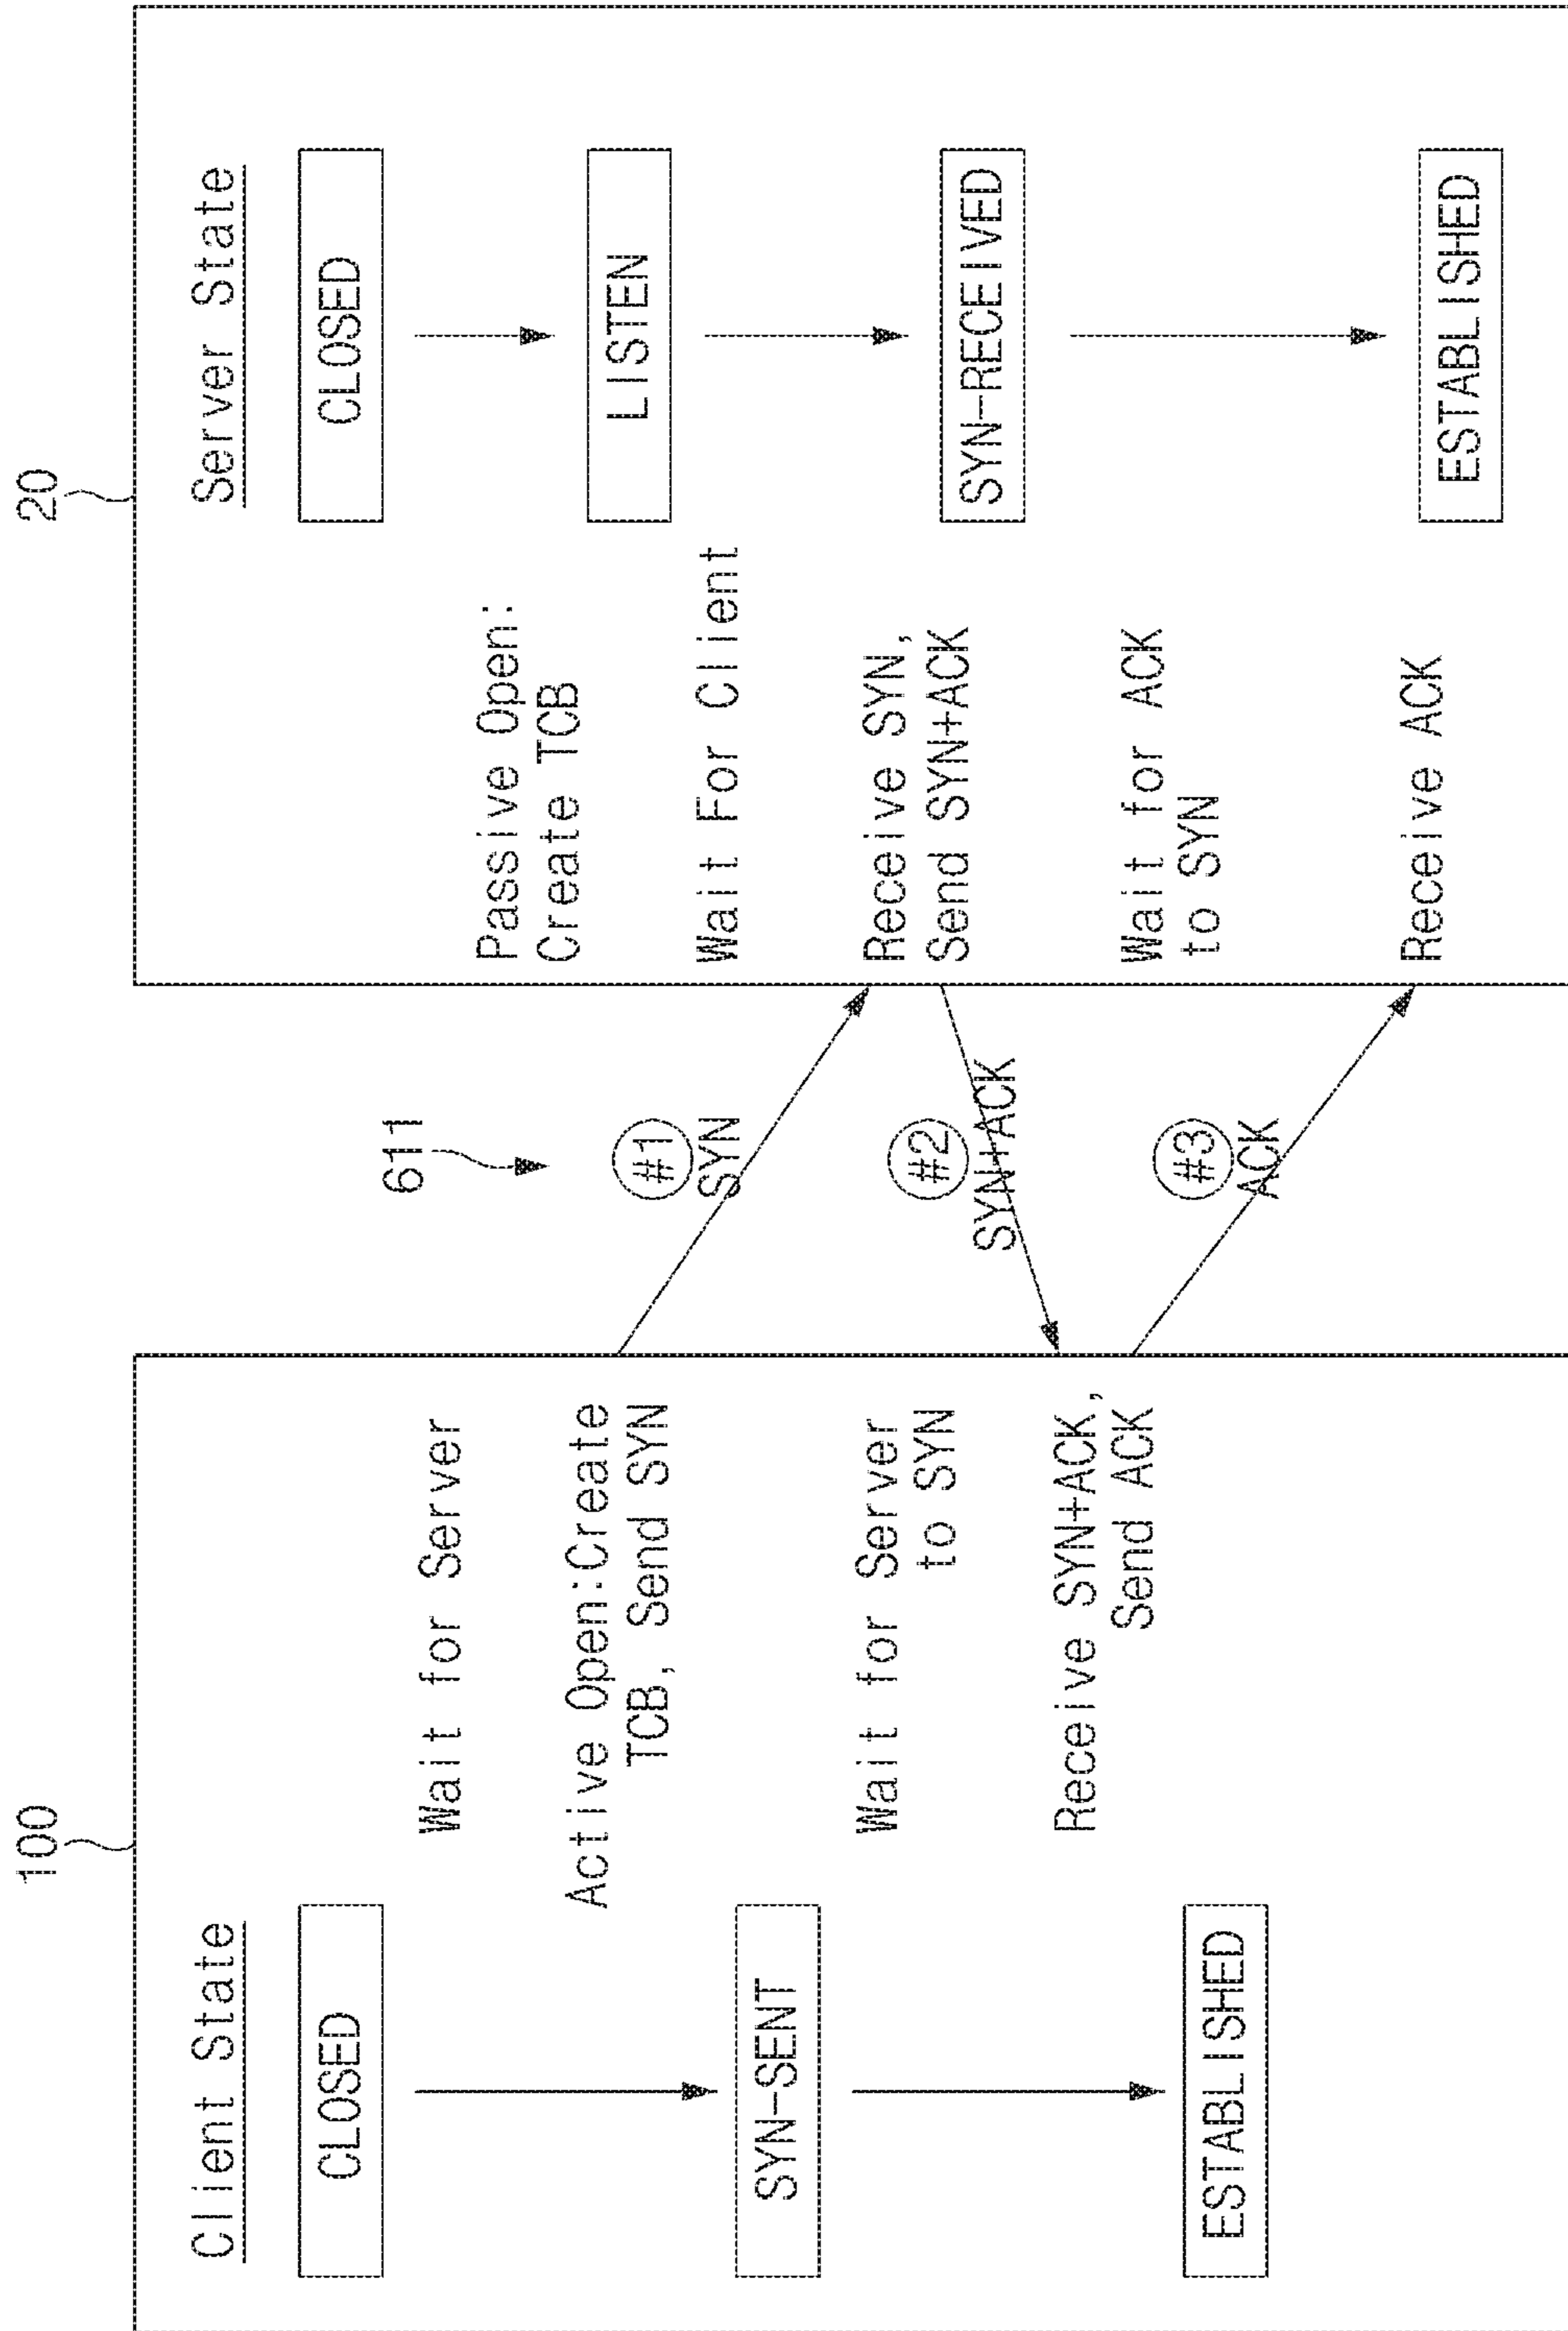 100
20
Client State
CLOSED
Wait for Server
Active Open:Create
TCB, Send SYN
SYN-SENT
Wait for Server
to SYN
Receive SYN+ACK,
Send ACK
ESTABLISHED
611
#1
SYN
#2
SYN+ACK
#3
ACK
Server State
CLOSED
Passive Open:
Create TCB
LISTEN
Wait For Client
Receive SYN,
Send SYN+ACK
SYN-RECEIVED
Wait for ACK
to SYN
Receive ACK
ESTABLISHED